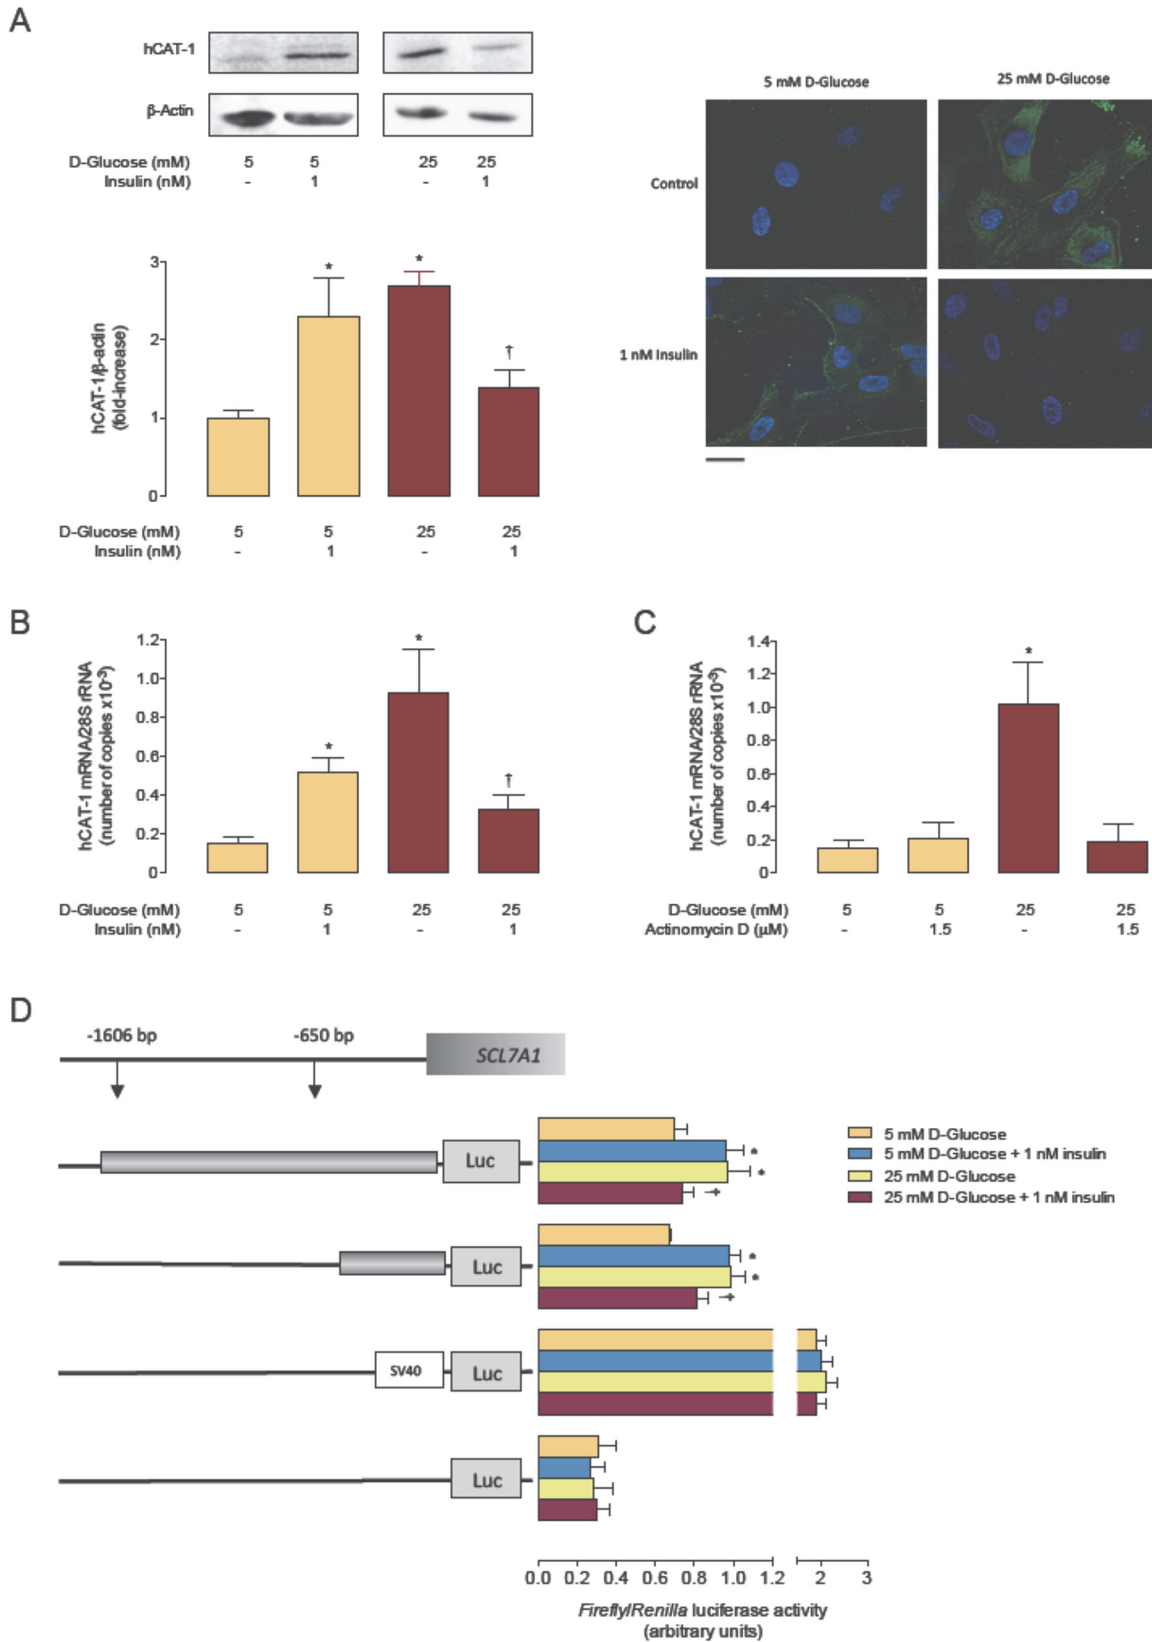 A
hCAT-1
β-Actin
D-Glucose (mM) 5 5 25 25
Insulin (nM) - 1 - 1
5 mM D-Glucose 25 mM D-Glucose
Control
1 nM Insulin
hCAT-1/β-actin
(fold-increase)
3
2
1
0
* * †
D-Glucose (mM) 5 5 25 25
Insulin (nM) - 1 - 1
B
hCAT-1 mRNA/28S rRNA
(number of copies x10-3)
1.2
1.0
0.8
0.6
0.4
0.2
0
* * †
D-Glucose (mM) 5 5 25 25
Insulin (nM) - 1 - 1
C
hCAT-1 mRNA/28S rRNA
(number of copies x10-3)
1.4
1.2
1.0
0.8
0.6
0.4
0.2
0
*
D-Glucose (mM) 5 5 25 25
Actinomycin D (μM) - 1.5 - 1.5
D
-1606 bp -650 bp
SCL7A1
Luc
*
*
†
5 mM D-Glucose
5 mM D-Glucose + 1 nM insulin
25 mM D-Glucose
25 mM D-Glucose + 1 nM insulin
Luc
*
*
†
SV40 Luc
Luc
0.0 0.2 0.4 0.6 0.8 1.0 1.2 2 3
Firefly/Renilla luciferase activity
(arbitrary units)